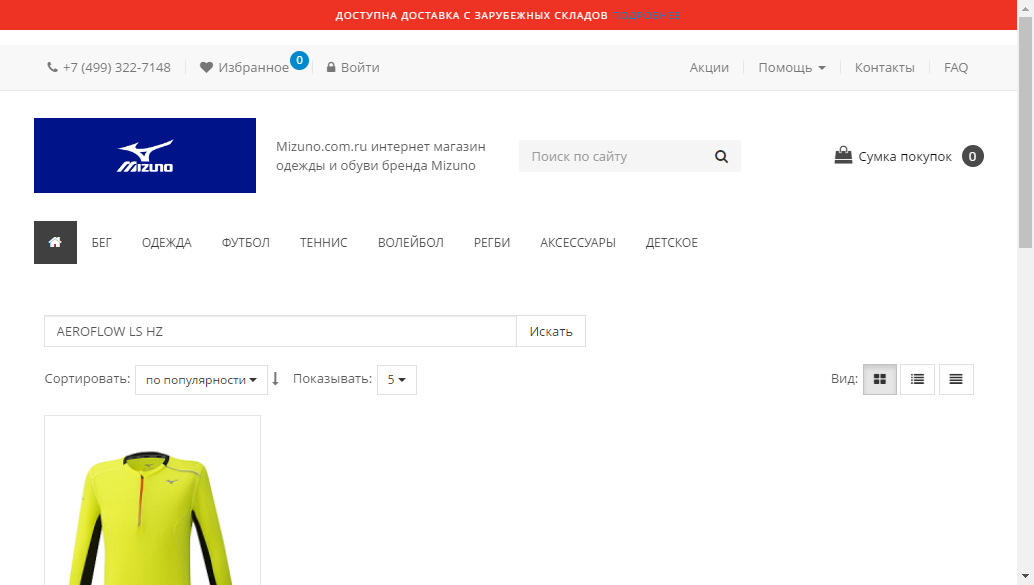 ДОСТУПНА ДОСТАВКА С ЗАРУБЕЖНЫХ СКЛАДОВ ПОДРОБНЕЕ
+7 (499) 322-7148 Избранное 0 Войти Акции Помощь Контакты FAQ
MIZUNO
Mizuno.com.ru интернет магазин
одежды и обуви бренда Mizuno
Поиск по сайту
Сумка покупок 0
БЕГ ОДЕЖДА ФУТБОЛ ТЕННИС ВОЛЕЙБОЛ РЕГБИ АКСЕССУАРЫ ДЕТСКОЕ
AEROFLOW LS HZ Искать
Сортировать: по популярности Показывать: 5 Вид: